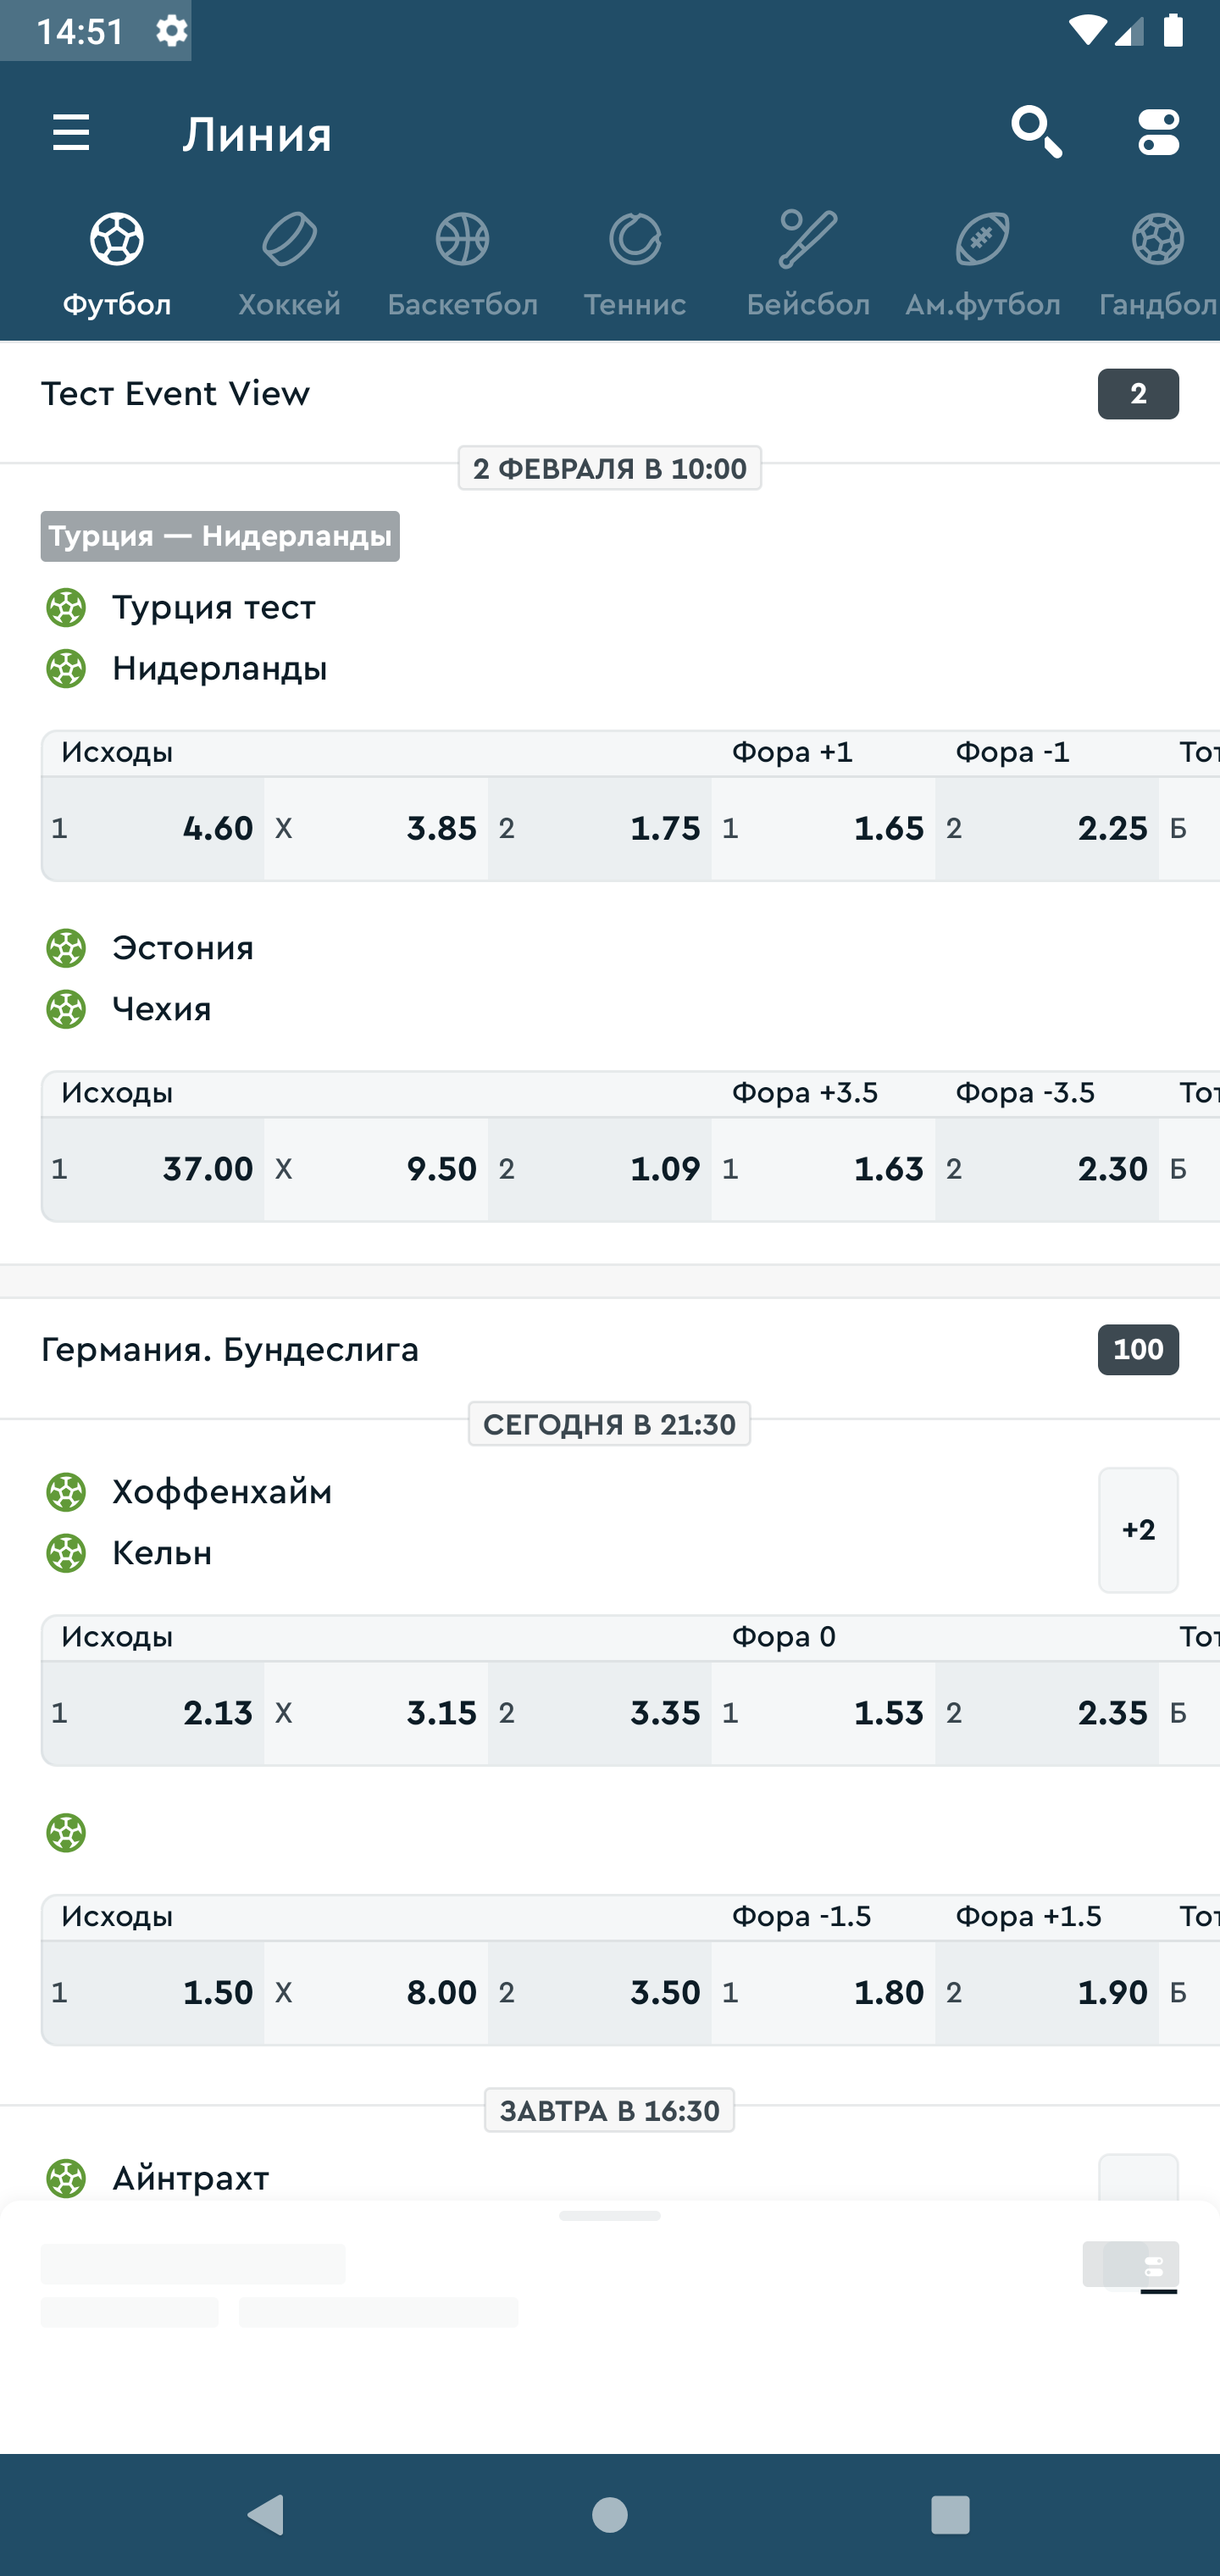 14:51
Линия
Футбол Хоккей Баскетбол Теннис Бейсбол Ам.футбол Гандбол
Тест Event View 2
2 ФЕВРАЛЯ В 10:00
Турция — Нидерланды
Турция тест
Нидерланды
Исходы Фора +1 Фора -1 Тот
1 4.60 X 3.85 2 1.75 1 1.65 2 2.25 Б
Эстония
Чехия
Исходы Фора +3.5 Фора -3.5 Тот
1 37.00 X 9.50 2 1.09 1 1.63 2 2.30 Б
Германия. Бундеслига 100
СЕГОДНЯ В 21:30
Хоффенхайм
+2
Кельн
Исходы Фора 0 Тот
1 2.13 X 3.15 2 3.35 1 1.53 2 2.35 Б
Исходы Фора -1.5 Фора +1.5 Тот
1 1.50 X 8.00 2 3.50 1 1.80 2 1.90 Б
ЗАВТРА В 16:30
Айнтрахт